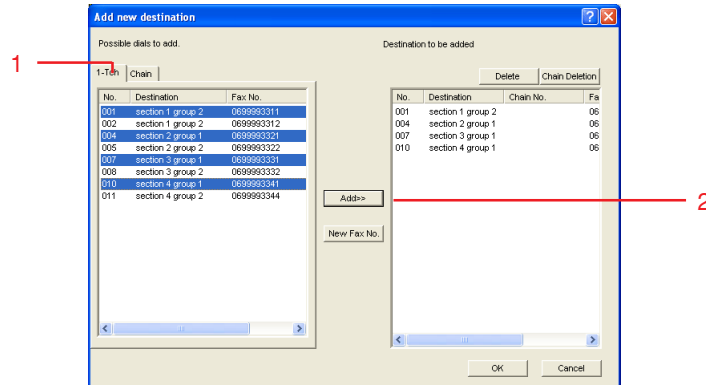 Add new destination
Possible dials to add.
Destination to be added
1
1-Ten Chain
Delete Chain Deletion
No. Destination Fax No.
001 section 1 group 2 0699993311
002 section 1 group 2 0699993312
004 section 2 group 1 0699993321
005 section 2 group 2 0699993322
007 section 3 group 1 0699993331
008 section 3 group 2 0699993332
010 section 4 group 1 0699993341
011 section 4 group 2 0699993344
Add>>
New Fax No.
No. Destination Chain No. Fa
001 section 1 group 2 06
004 section 2 group 1 06
007 section 3 group 1 06
010 section 4 group 1 06
2
OK Cancel